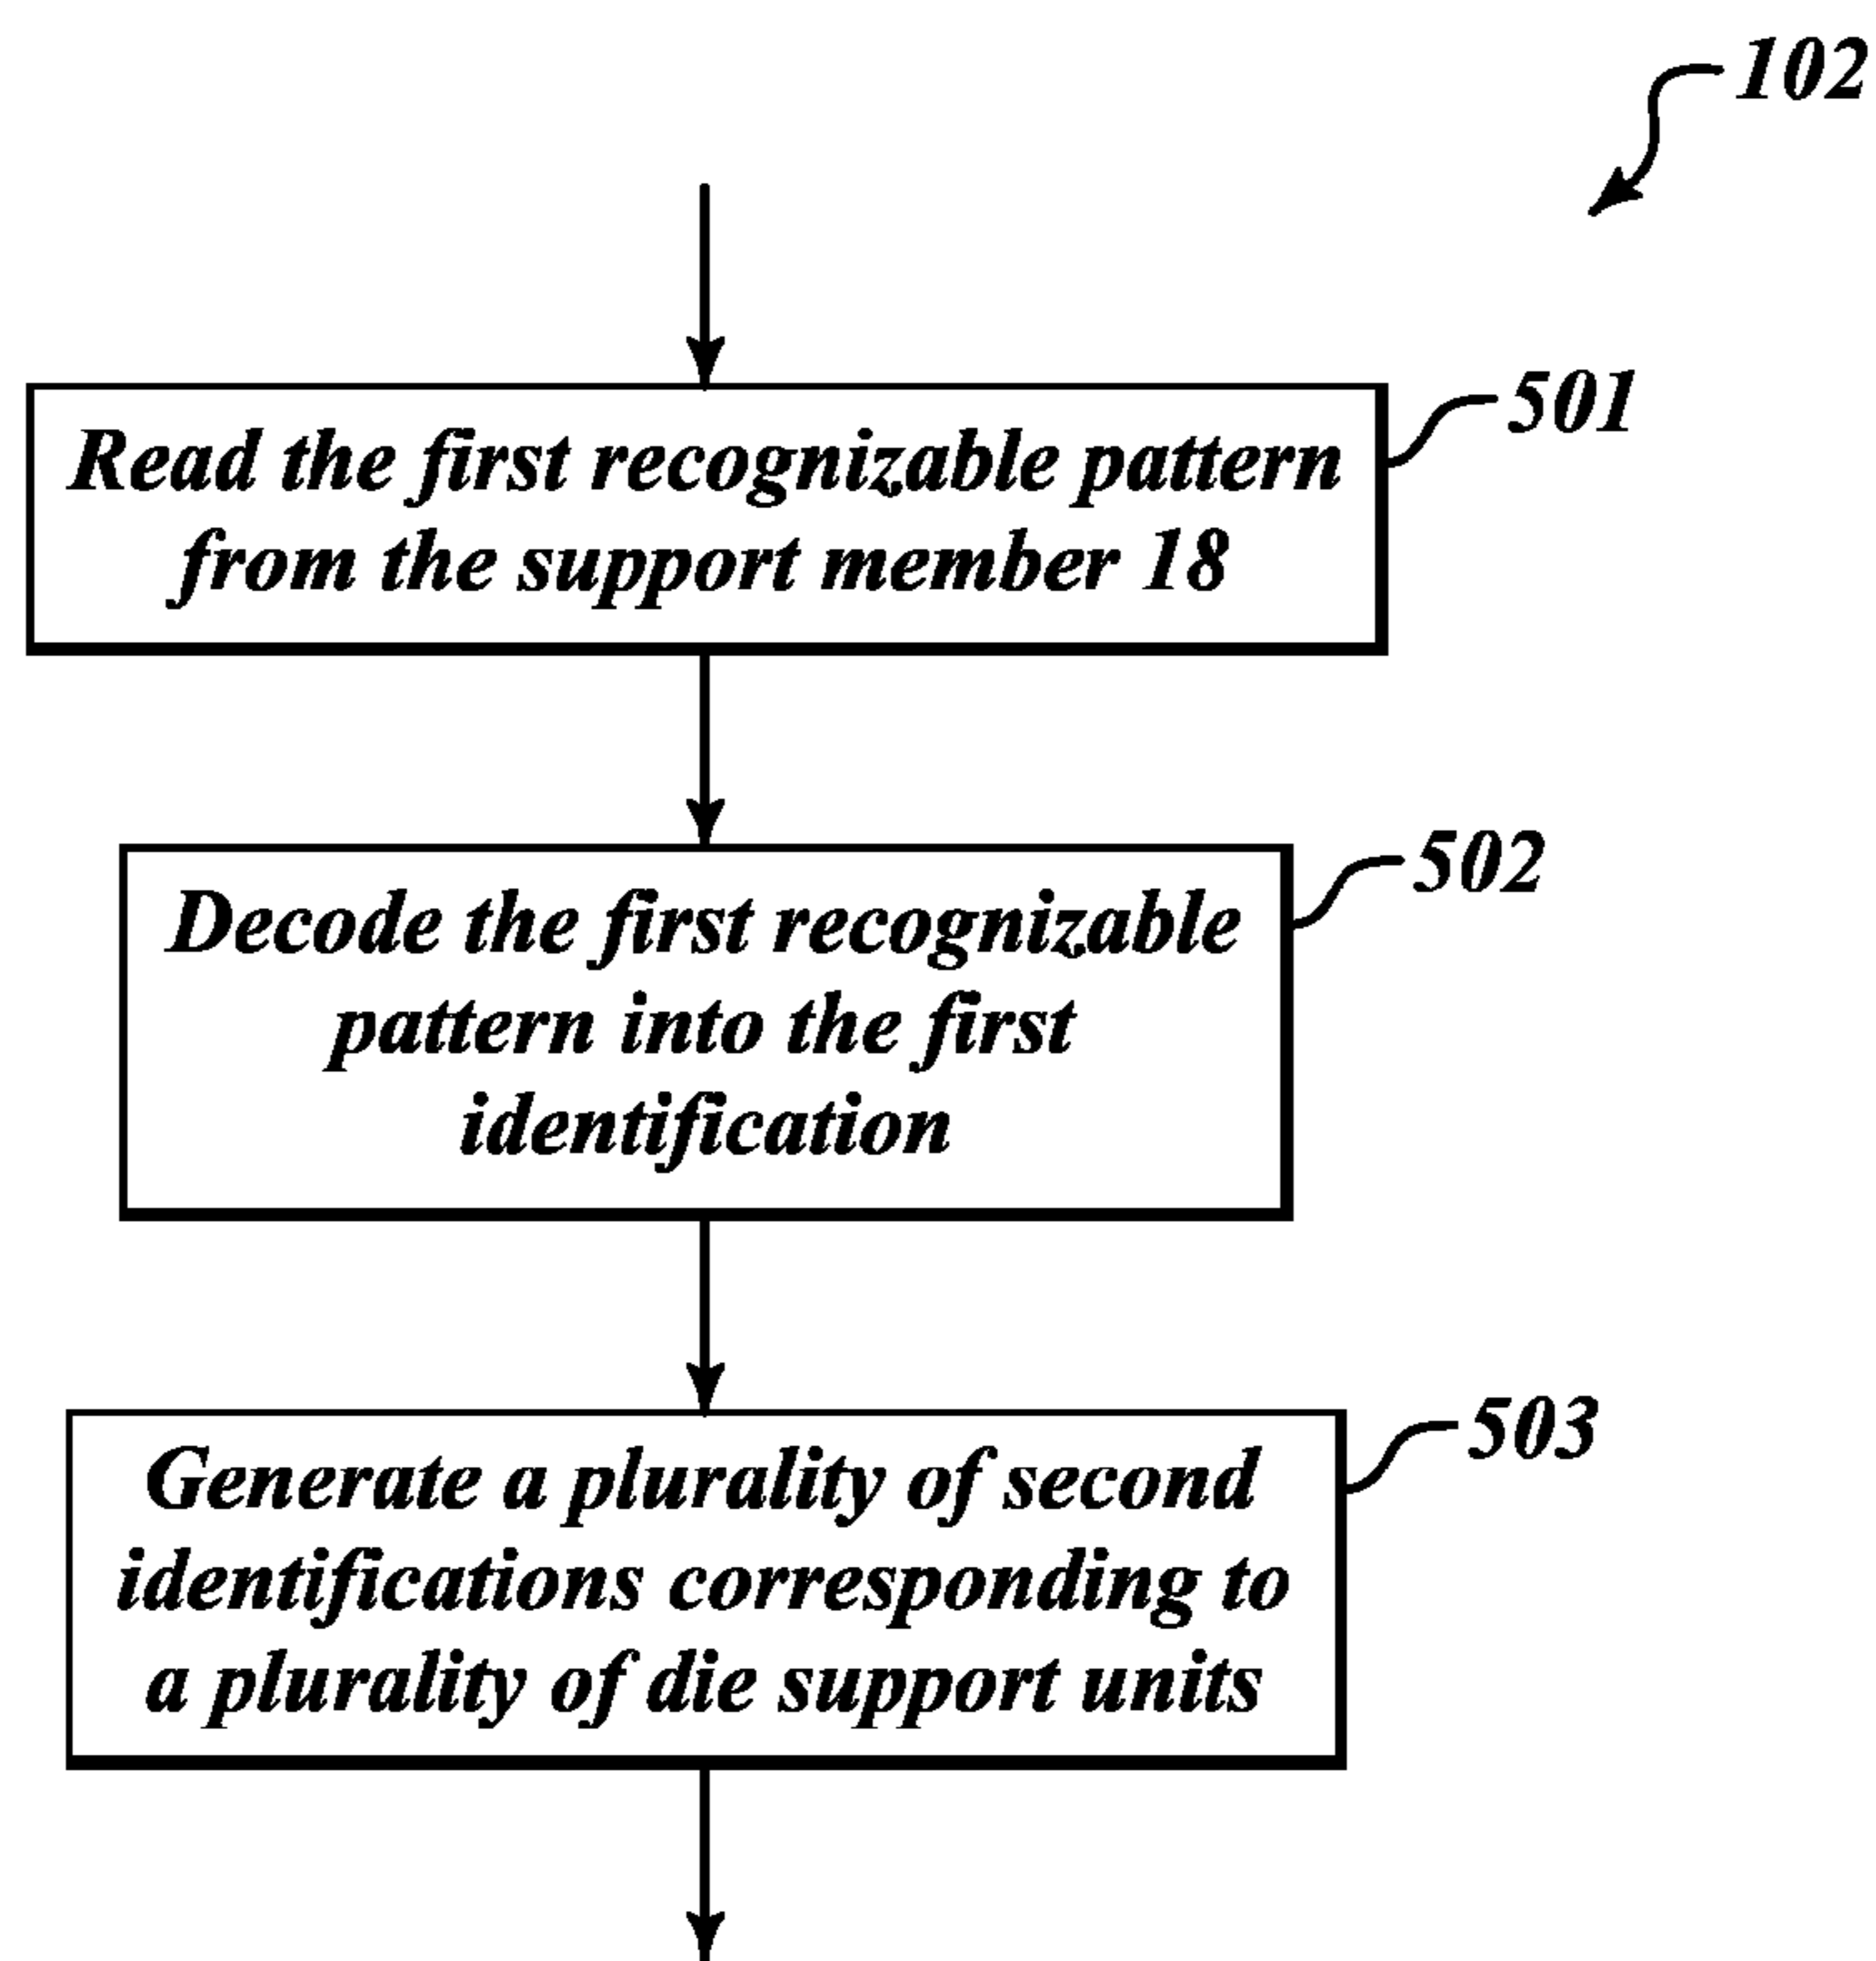 102
501
Read the first recognizable pattern
from the support member 18
502
Decode the first recognizable
pattern into the first
identification
503
Generate a plurality of second
identifications corresponding to
a plurality of die support units